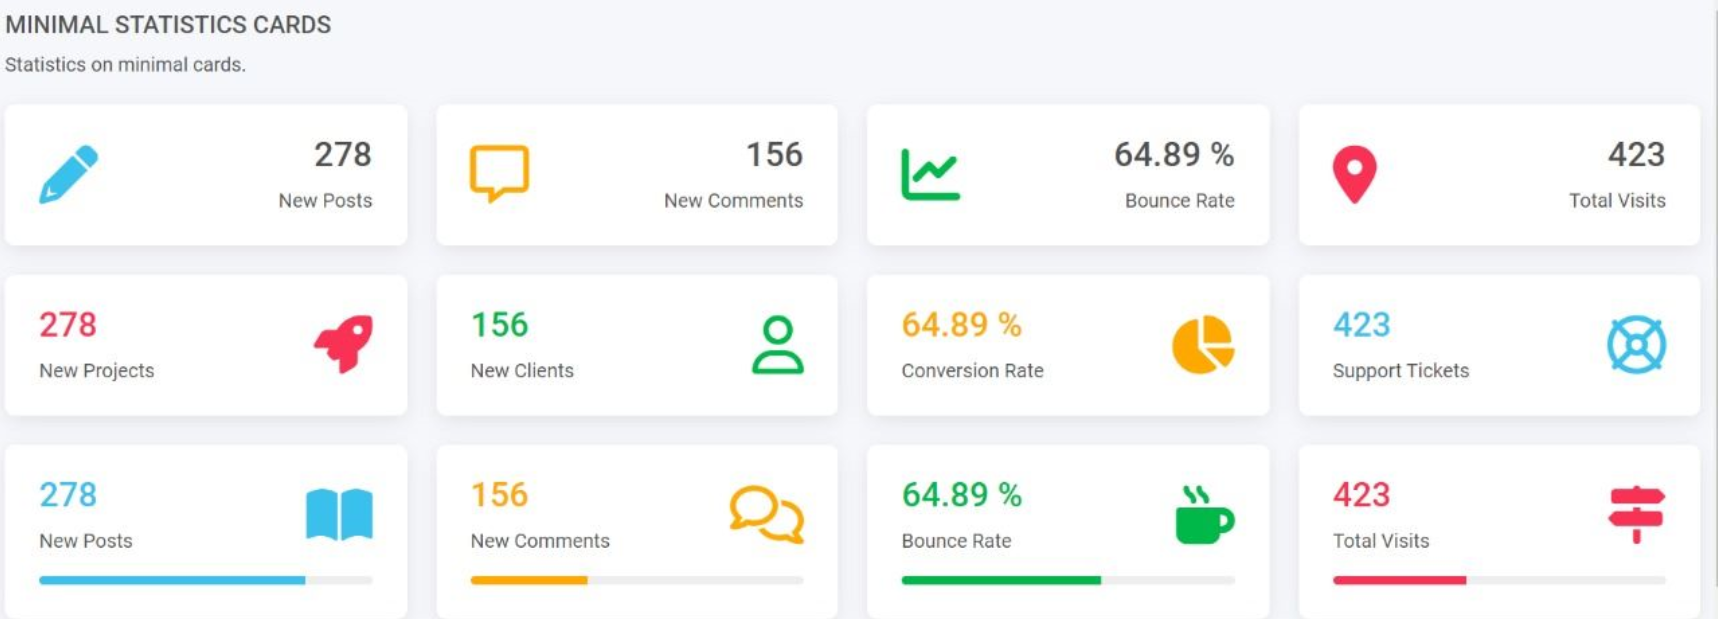 MINIMAL STATISTICS CARDS
Statistics on minimal cards.
278
New Posts
156
New Comments
64.89 %
Bounce Rate
423
Total Visits
278
New Projects
156
New Clients
64.89 %
Conversion Rate
423
Support Tickets
278
New Posts
156
New Comments
64.89 %
Bounce Rate
423
Total Visits